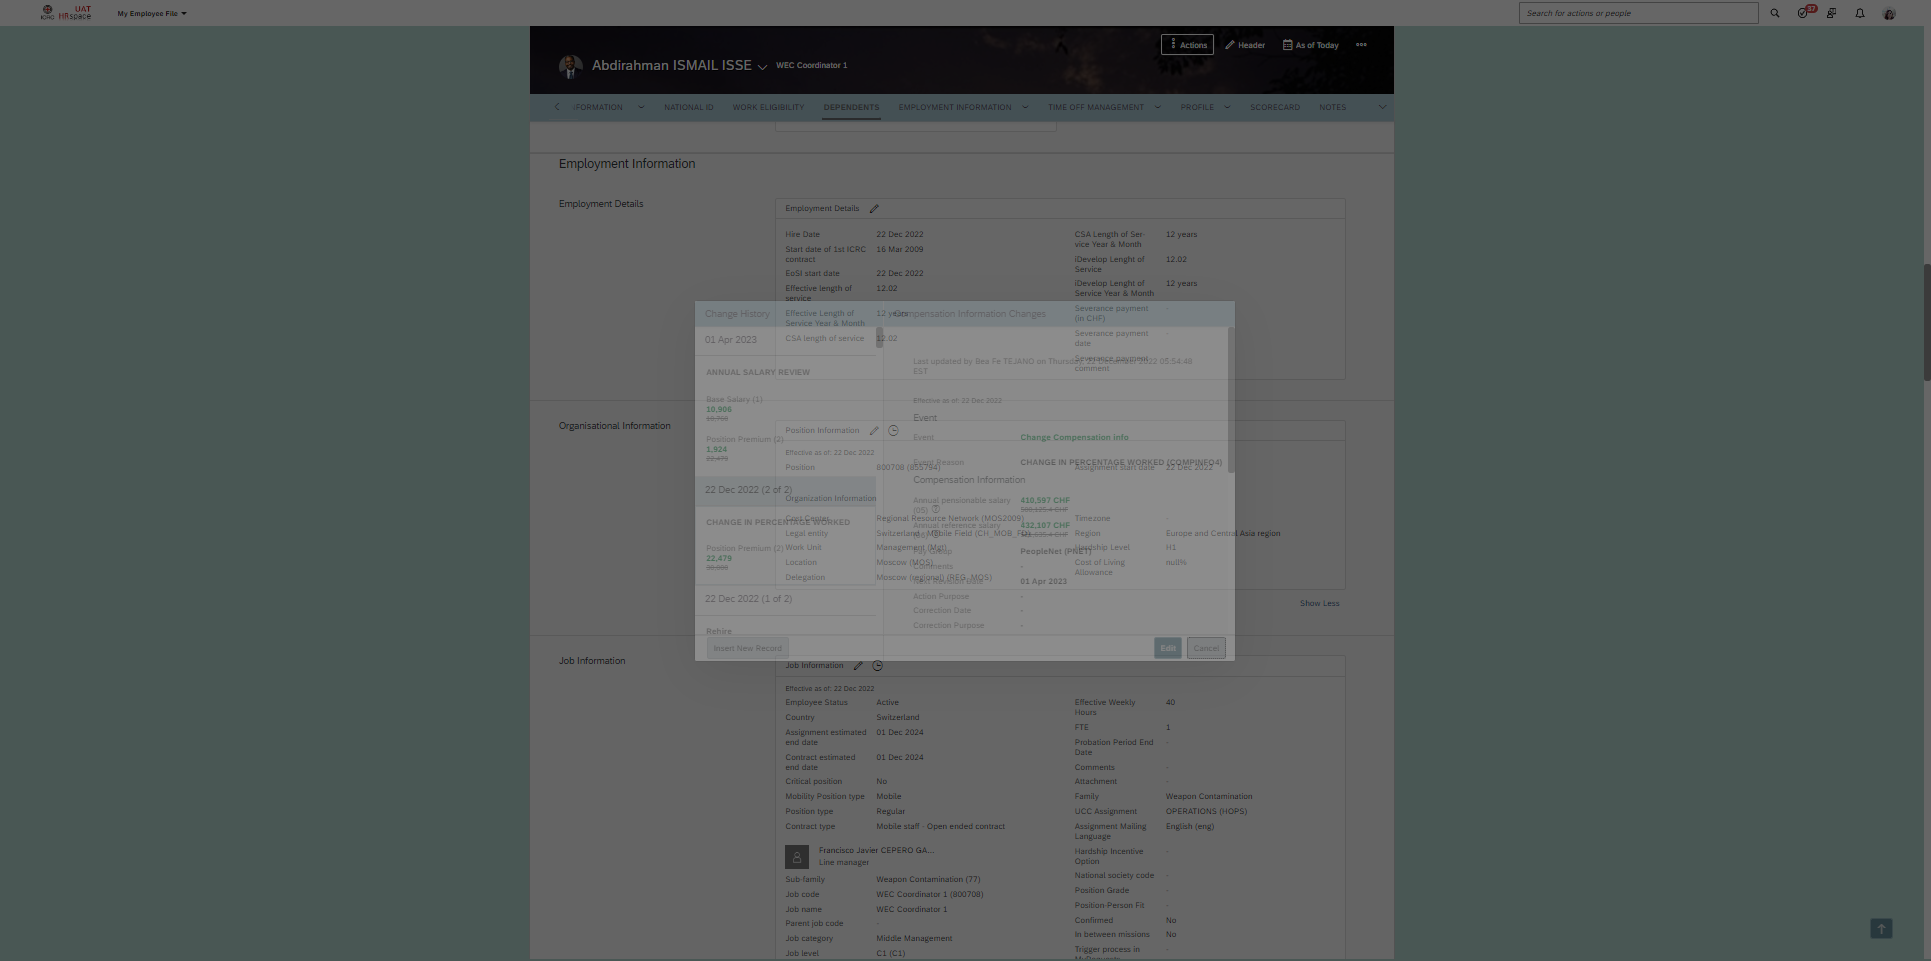 ICRC
UAT
HRspace
My Employee File
Search for actions or people
37
Actions
Header
As of Today
Abdirahman ISMAIL ISSE
WEC Coordinator 1
FORMATION
NATIONAL ID
WORK ELIGIBILITY
DEPENDENTS
EMPLOYMENT INFORMATION
TIME OFF MANAGEMENT
PROFILE
SCORECARD
NOTES
Employment Information
Employment Details
Employment Details
Hire Date 22 Dec 2022
Start date of 1st ICRC
contract 16 Mar 2009
EoSI start date 22 Dec 2022
Effective length of
service 12.02
Effective Length of
Service Year & Month 12 years
CSA length of service 12.02
CSA Length of Ser-
vice Year & Month 12 years
iDevelop Lenght of
Service 12.02
iDevelop Lenght of
Service Year & Month 12 years
Severance payment
(in CHF) -
Severance payment
date -
Severance payment
comment
Change History
Compensation Information Changes
01 Apr 2023
ANNUAL SALARY REVIEW
Base Salary (1)
10,906
Position Premium (2)
1,924
22,479
22 Dec 2022 (2 of 2)
CHANGE IN PERCENTAGE WORKED
Position Premium (2)
22,479
22 Dec 2022 (1 of 2)
Rehire
Insert New Record
Last updated by Bea Fe TEJANO on Thursday, 22 December 2022 05:54:48
EST
Effective as of: 22 Dec 2022
Event
Event Change Compensation info
Event Reason CHANGE IN PERCENTAGE WORKED (COMPINFO4)
Compensation Information
Annual pensionable salary
(05) 410,597 CHF
Annual reference salary 432,107 CHF
Pay Group PeopleNet (PNET)
Comments -
Next Revision Date 01 Apr 2023
Action Purpose -
Correction Date -
Correction Purpose -
Edit
Cancel
Organisational Information
Position Information
Effective as of: 22 Dec 2022
Position 800708 (855794)
Assignment start date 22 Dec 2022
Organization Information
Cost Center Regional Resource Network (MOS2009)
Legal entity Switzerland - Mobile Field (CH_MOB_FD)
Work Unit Management (Mgt)
Location Moscow (MOS)
Delegation Moscow (regional) (REG_MOS)
Timezone -
Region Europe and Central Asia region
Hardship Level H1
Cost of Living
Allowance null%
Show Less
Job Information
Job Information
Effective as of: 22 Dec 2022
Employee Status Active
Country Switzerland
Assignment estimated
end date 01 Dec 2024
Contract estimated
end date 01 Dec 2024
Critical position No
Mobility Position type Mobile
Position type Regular
Contract type Mobile staff - Open ended contract
Francisco Javier CEPERO GA...
Line manager
Sub-family Weapon Contamination (77)
Job code WEC Coordinator 1 (800708)
Job name WEC Coordinator 1
Parent job code -
Job category Middle Management
Job level C1 (C1)
Effective Weekly
Hours 40
FTE 1
Probation Period End
Date -
Comments -
Attachment -
Family Weapon Contamination
UCC Assignment OPERATIONS (HOPS)
Assignment Mailing
Language English (eng)
Hardship Incentive
Option -
National society code -
Position Grade -
Position-Person Fit -
Confirmed No
In between missions No
Trigger process in
MyRequests -